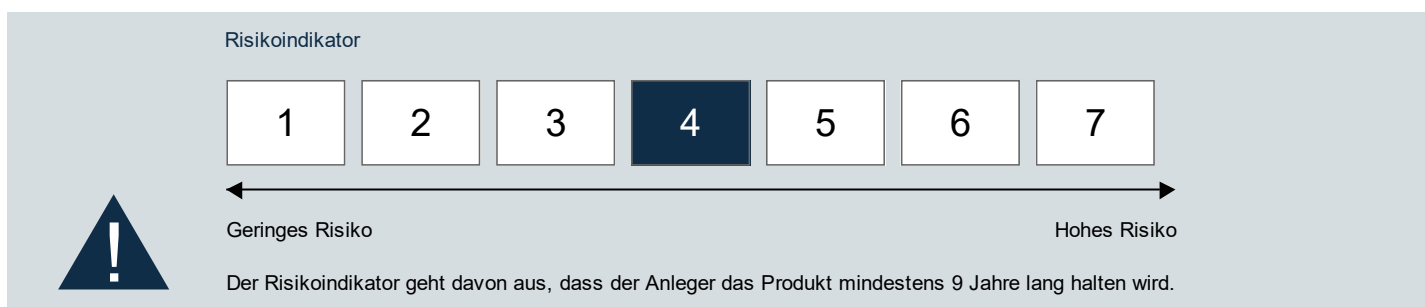 Risikoindikator
1 2 3 4 5 6 7
Geringes Risiko Hohes Risiko
!
Der Risikoindikator geht davon aus, dass der Anleger das Produkt mindestens 9 Jahre lang halten wird.